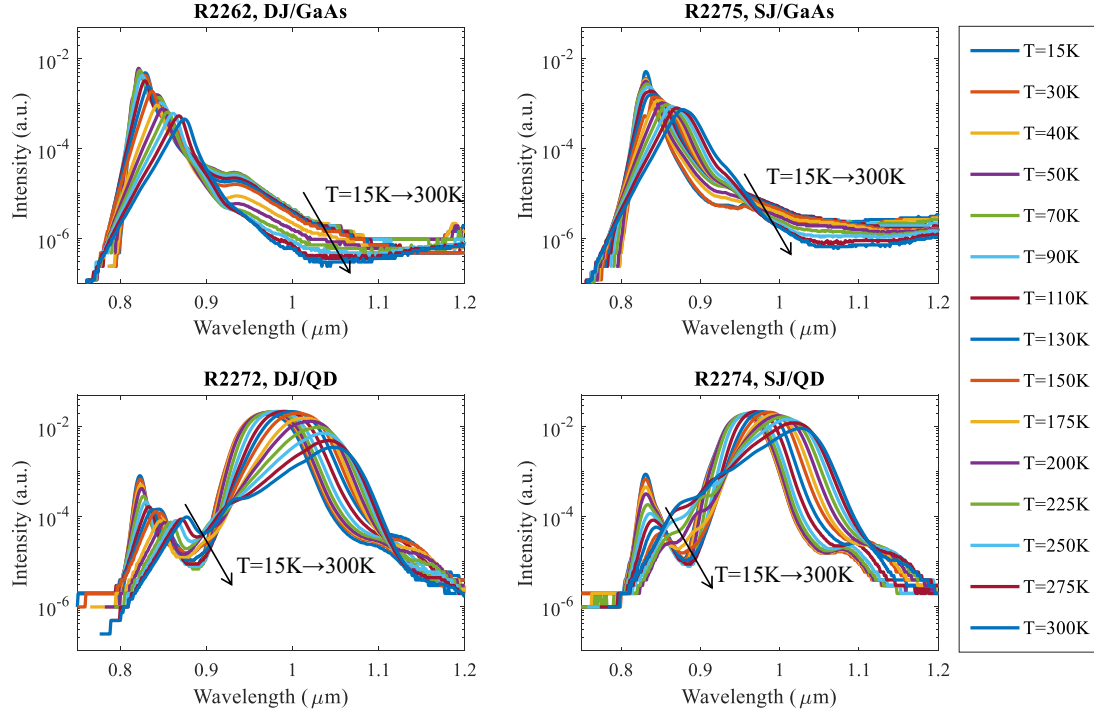 R2262, DJ/GaAs
10⁻²
10⁻⁴
10⁻⁶
Intensity (a.u.)
T=15K→300K
0.8 0.9 1 1.1 1.2
Wavelength (μm)
R2275, SJ/GaAs
10⁻²
10⁻⁴
10⁻⁶
Intensity (a.u.)
T=15K→300K
0.8 0.9 1 1.1 1.2
Wavelength (μm)
R2272, DJ/QD
10⁻²
10⁻⁴
10⁻⁶
Intensity (a.u.)
T=15K→300K
0.8 0.9 1 1.1 1.2
Wavelength (μm)
R2274, SJ/QD
10⁻²
10⁻⁴
10⁻⁶
Intensity (a.u.)
T=15K→300K
0.8 0.9 1 1.1 1.2
Wavelength (μm)
T=15K
T=30K
T=40K
T=50K
T=70K
T=90K
T=110K
T=130K
T=150K
T=175K
T=200K
T=225K
T=250K
T=275K
T=300K